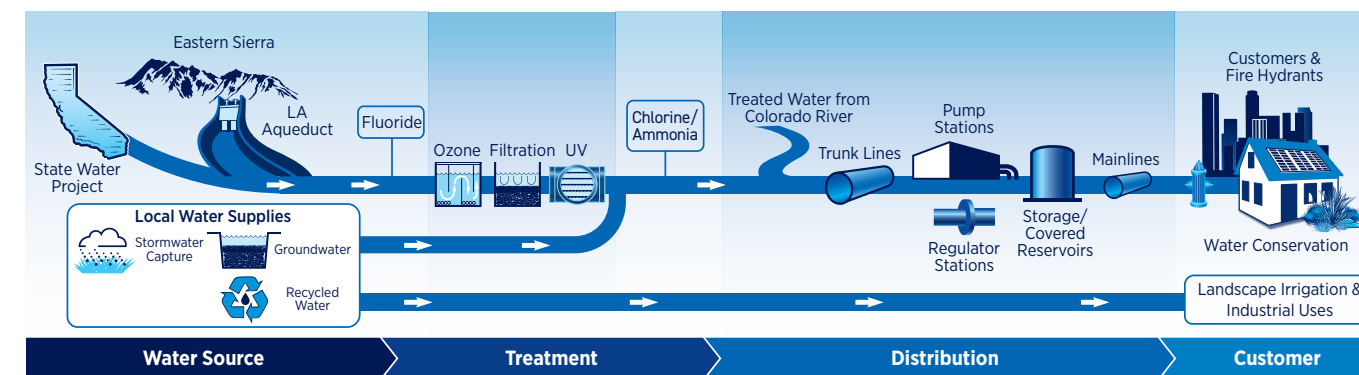 Eastern Sierra
LA
Aqueduct
State Water
Project
Fluoride
Ozone
Filtration
UV
Chlorine/
Ammonia
Treated Water from
Colorado River
Trunk Lines
Pump
Stations
Regulator
Stations
Storage/
Covered
Reservoirs
Mainlines
Customers &
Fire Hydrants
Water Conservation
Local Water Supplies
Stormwater
Capture
Groundwater
Recycled
Water
Landscape Irrigation &
Industrial Uses
Water Source
Treatment
Distribution
Customer